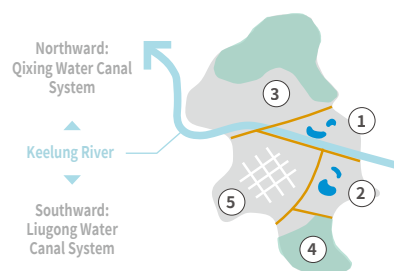 Northward:
Qixing Water Canal
System
Keelung River
Southward:
Liugong Water
Canal System
3
1
2
5
4